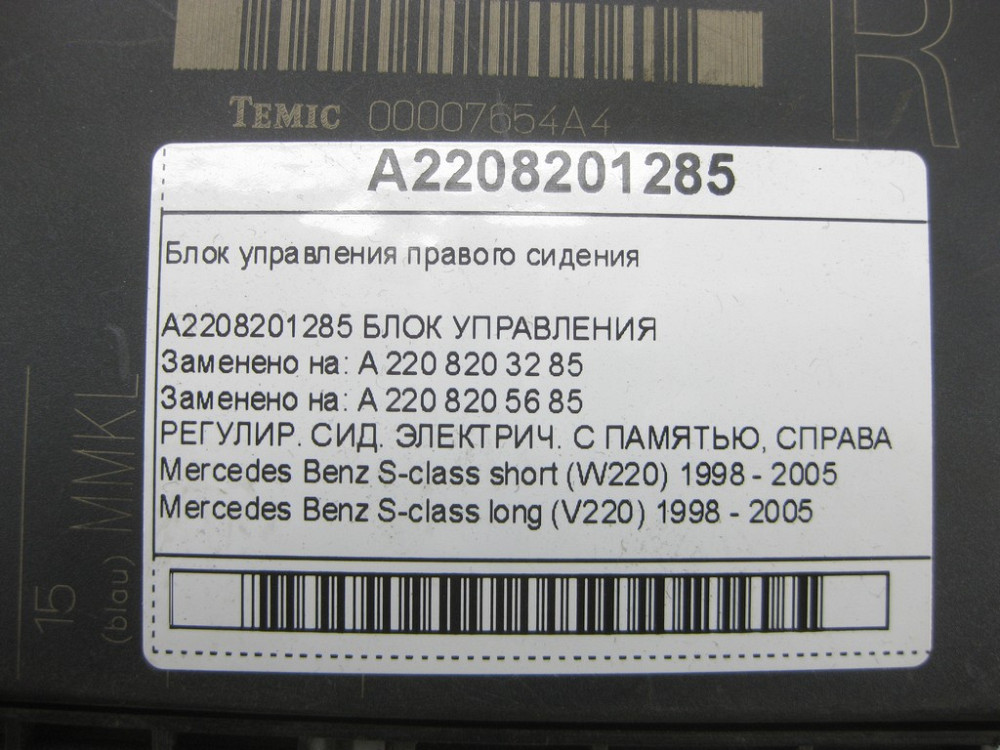 R
TEMIC 00007654A4
A2208201285
Блок управления правого сидения
A2208201285 БЛОК УПРАВЛЕНИЯ
Заменено на: A 220 820 32 85
Заменено на: A 220 820 56 85
РЕГУЛИР. СИД. ЭЛЕКТРИЧ. С ПАМЯТЬЮ, СПРАВА
Mercedes Benz S-class short (W220) 1998 - 2005
Mercedes Benz S-class long (V220) 1998 - 2005
15
(blau) MMKL